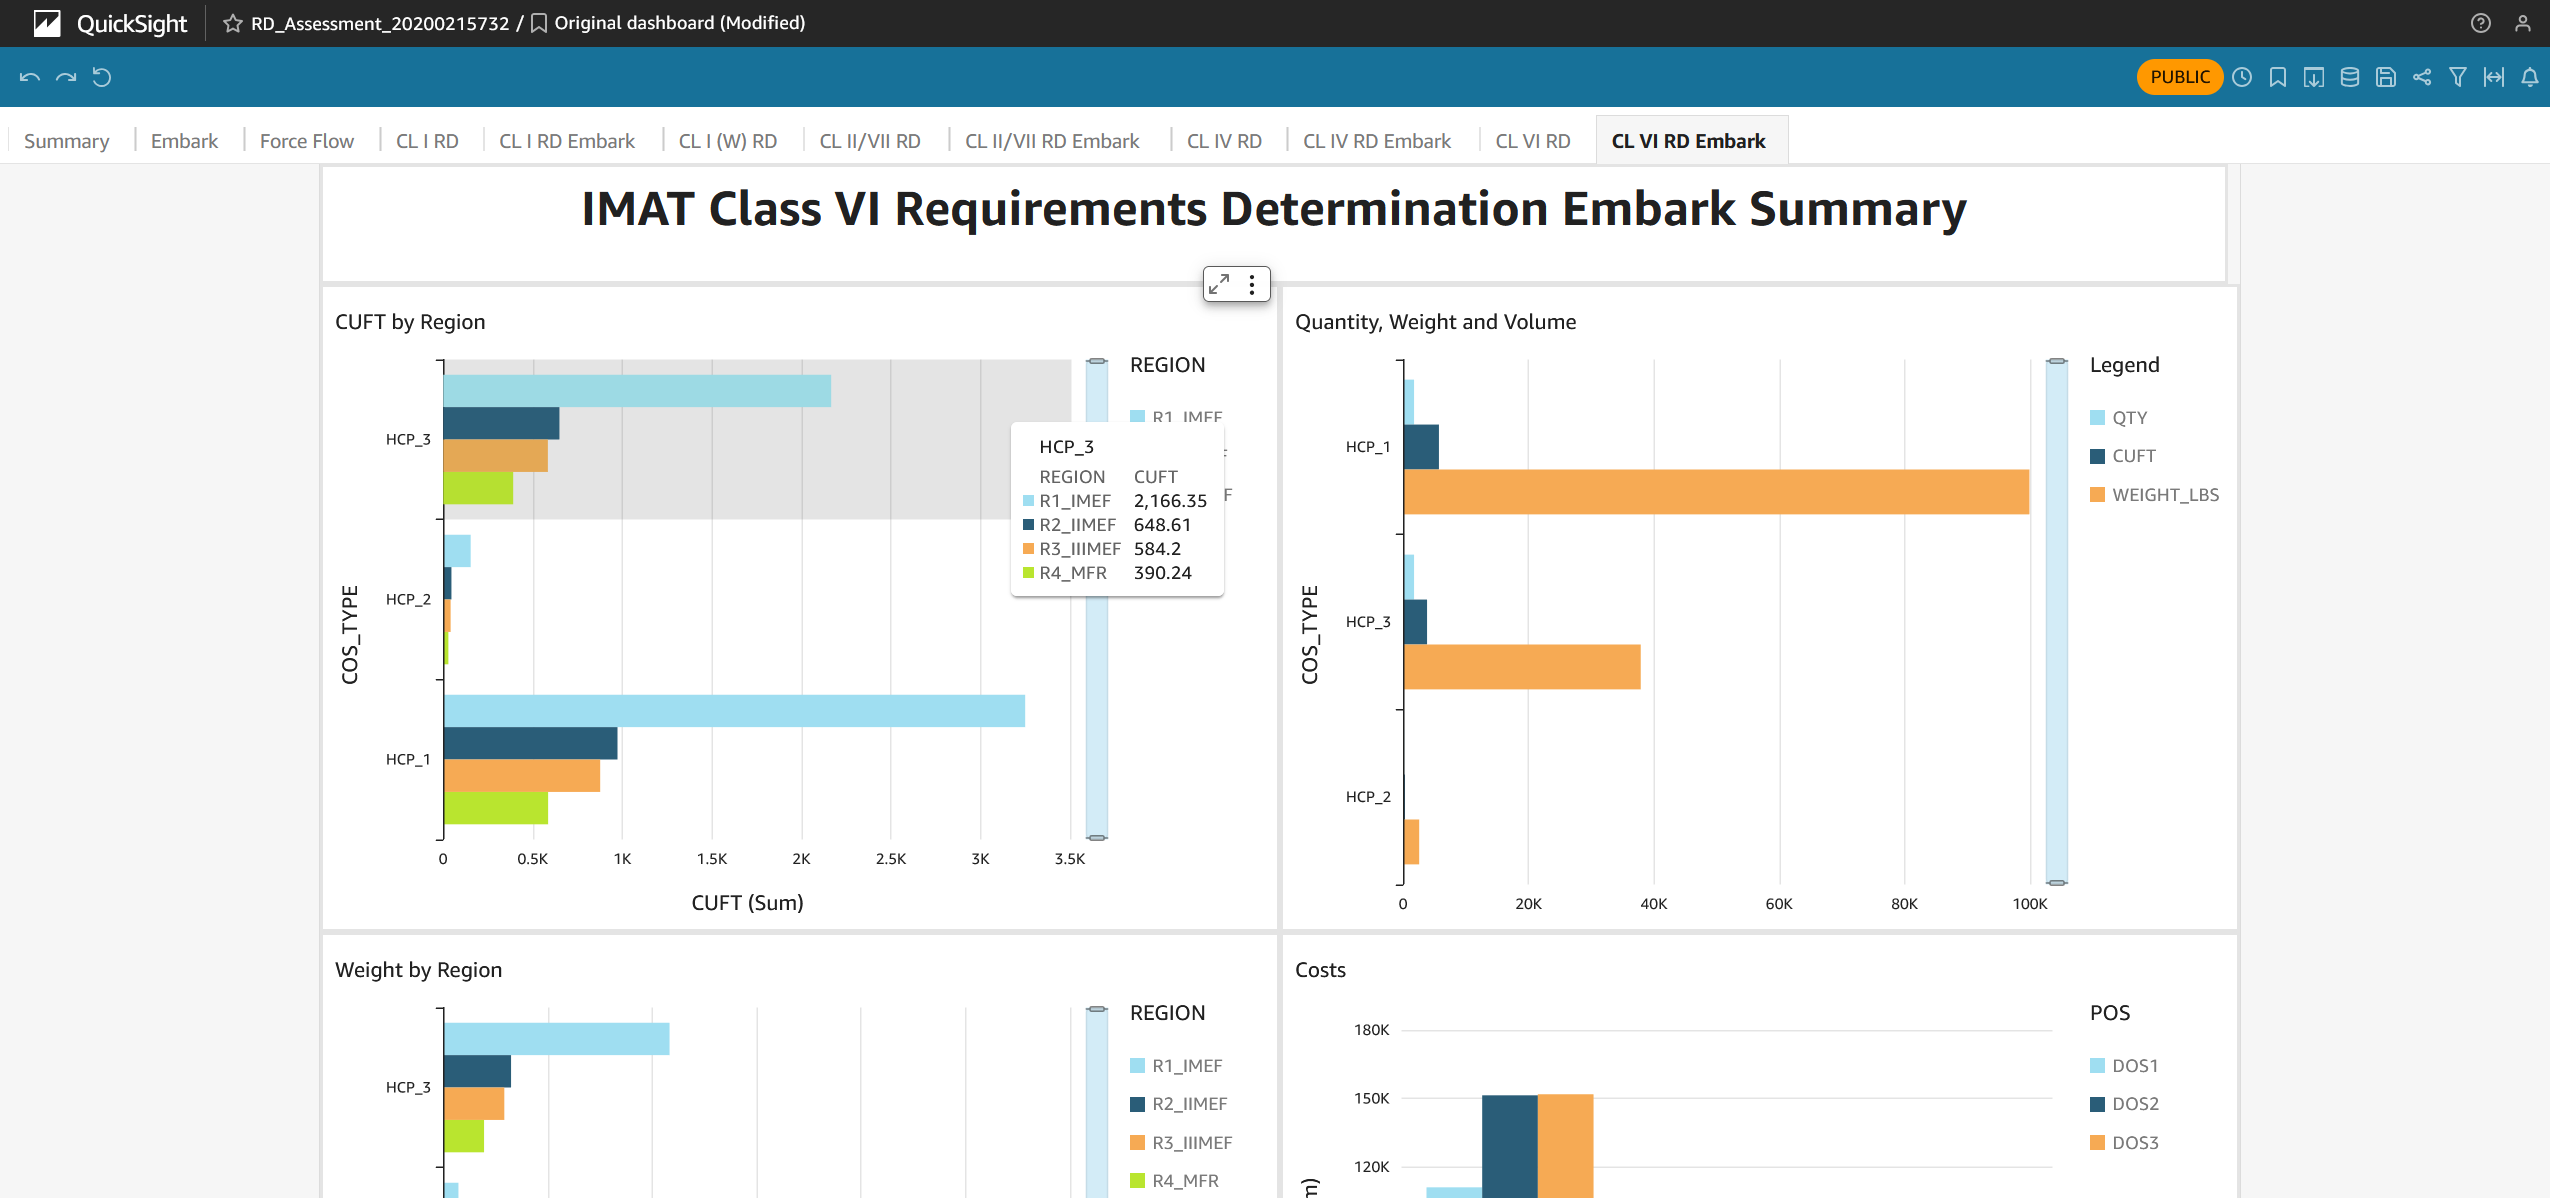 QuickSight RD_Assessment_20200215732 / Original dashboard (Modified)
PUBLIC
Summary Embark Force Flow CL I RD CL I RD Embark CL I (W) RD CL II/VII RD CL II/VII RD Embark CL IV RD CL IV RD Embark CL VI RD CL VI RD Embark
IMAT Class VI Requirements Determination Embark Summary
CUFT by Region
COS_TYPE
HCP_3
HCP_2
HCP_1
0 0.5K 1K 1.5K 2K 2.5K 3K 3.5K
CUFT (Sum)
REGION
R1_IMEF
HCP_3
REGION CUFT
R1_IMEF 2,166.35
R2_IIMEF 648.61
R3_IIIMEF 584.2
R4_MFR 390.24
Quantity, Weight and Volume
COS_TYPE
HCP_1
HCP_3
HCP_2
0 20K 40K 60K 80K 100K
Legend
QTY
CUFT
WEIGHT_LBS
Weight by Region
HCP_3
REGION
R1_IMEF
R2_IIMEF
R3_IIIMEF
R4_MFR
Costs
180K
150K
120K
POS
DOS1
DOS2
DOS3